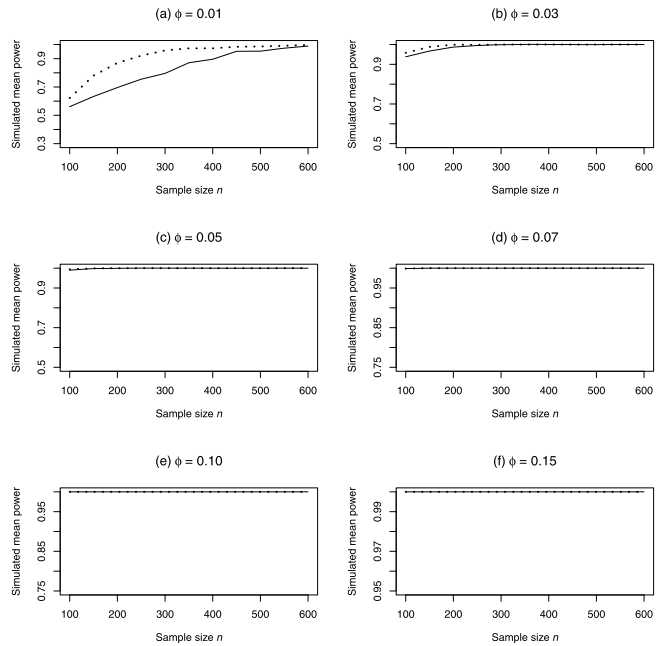 (a) ϕ = 0.01
Simulated mean power
0.3 0.5 0.7 0.9
100 200 300 400 500 600
Sample size n
(b) ϕ = 0.03
Simulated mean power
0.5 0.7 0.9
100 200 300 400 500 600
Sample size n
(c) ϕ = 0.05
Simulated mean power
0.5 0.7 0.9
100 200 300 400 500 600
Sample size n
(d) ϕ = 0.07
Simulated mean power
0.75 0.85 0.95
100 200 300 400 500 600
Sample size n
(e) ϕ = 0.10
Simulated mean power
0.75 0.85 0.95
100 200 300 400 500 600
Sample size n
(f) ϕ = 0.15
Simulated mean power
0.95 0.97 0.99
100 200 300 400 500 600
Sample size n